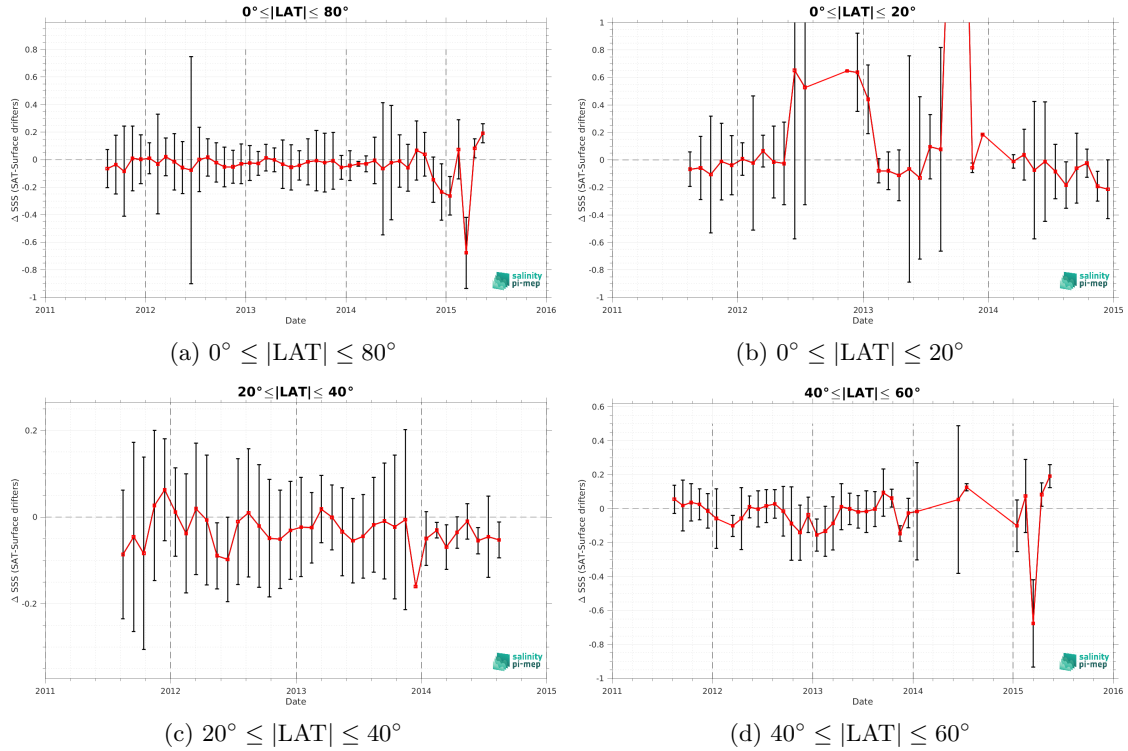 0°≤|LAT|≤ 80°
Δ SSS (SAT-Surface drifters)
0.8
0.6
0.4
0.2
0
-0.2
-0.4
-0.6
-0.8
-1
2011
2012
2013
2014
2015
2016
Date
salinity
pi-mep
(a) 0° ≤ |LAT| ≤ 80°
0°≤|LAT|≤ 20°
Δ SSS (SAT-Surface drifters)
1
0.8
0.6
0.4
0.2
0
-0.2
-0.4
-0.6
-0.8
-1
2011
2012
2013
2014
2015
Date
salinity
pi-mep
(b) 0° ≤ |LAT| ≤ 20°
20°≤|LAT|≤ 40°
Δ SSS (SAT-Surface drifters)
0.2
0
-0.2
2011
2012
2013
2014
2015
Date
salinity
pi-mep
(c) 20° ≤ |LAT| ≤ 40°
40°≤|LAT|≤ 60°
Δ SSS (SAT-Surface drifters)
0.6
0.4
0.2
0
-0.2
-0.4
-0.6
-0.8
-1
2011
2012
2013
2014
2015
2016
Date
salinity
pi-mep
(d) 40° ≤ |LAT| ≤ 60°